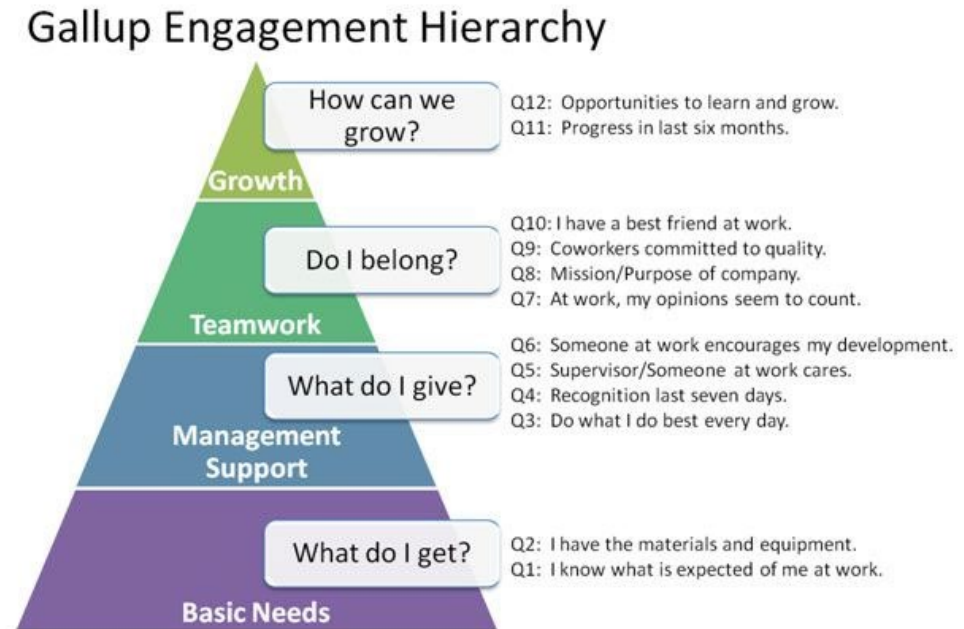 Gallup Engagement Hierarchy
How can we
grow?
Q12: Opportunities to learn and grow.
Q11: Progress in last six months.
Growth
Do I belong?
Q10: I have a best friend at work.
Q9: Coworkers committed to quality.
Q8: Mission/Purpose of company.
Q7: At work, my opinions seem to count.
Teamwork
What do I give?
Q6: Someone at work encourages my development.
Q5: Supervisor/Someone at work cares.
Q4: Recognition last seven days.
Q3: Do what I do best every day.
Management
Support
What do I get?
Q2: I have the materials and equipment.
Q1: I know what is expected of me at work.
Basic Needs